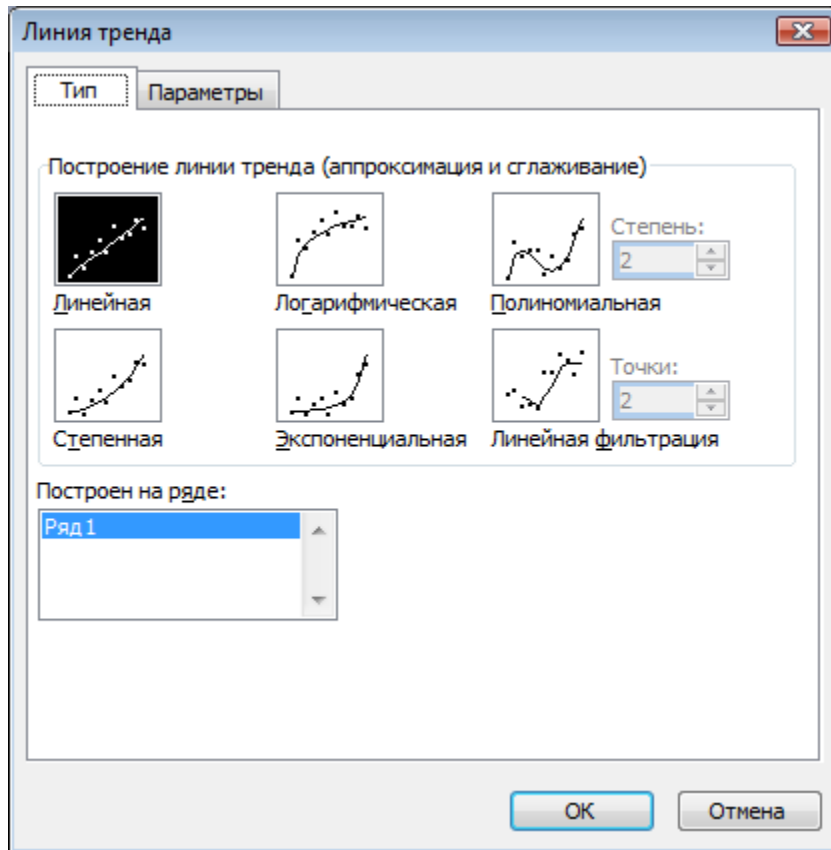 Линия тренда
Тип
Параметры
Построение линии тренда (аппроксимация и сглаживание)
Линейная
Логарифмическая
Полиномиальная
Степень:
2
Степенная
Экспоненциальная
Линейная фильтрация
Точки:
2
Построен на ряде:
Ряд1
ОК
Отмена